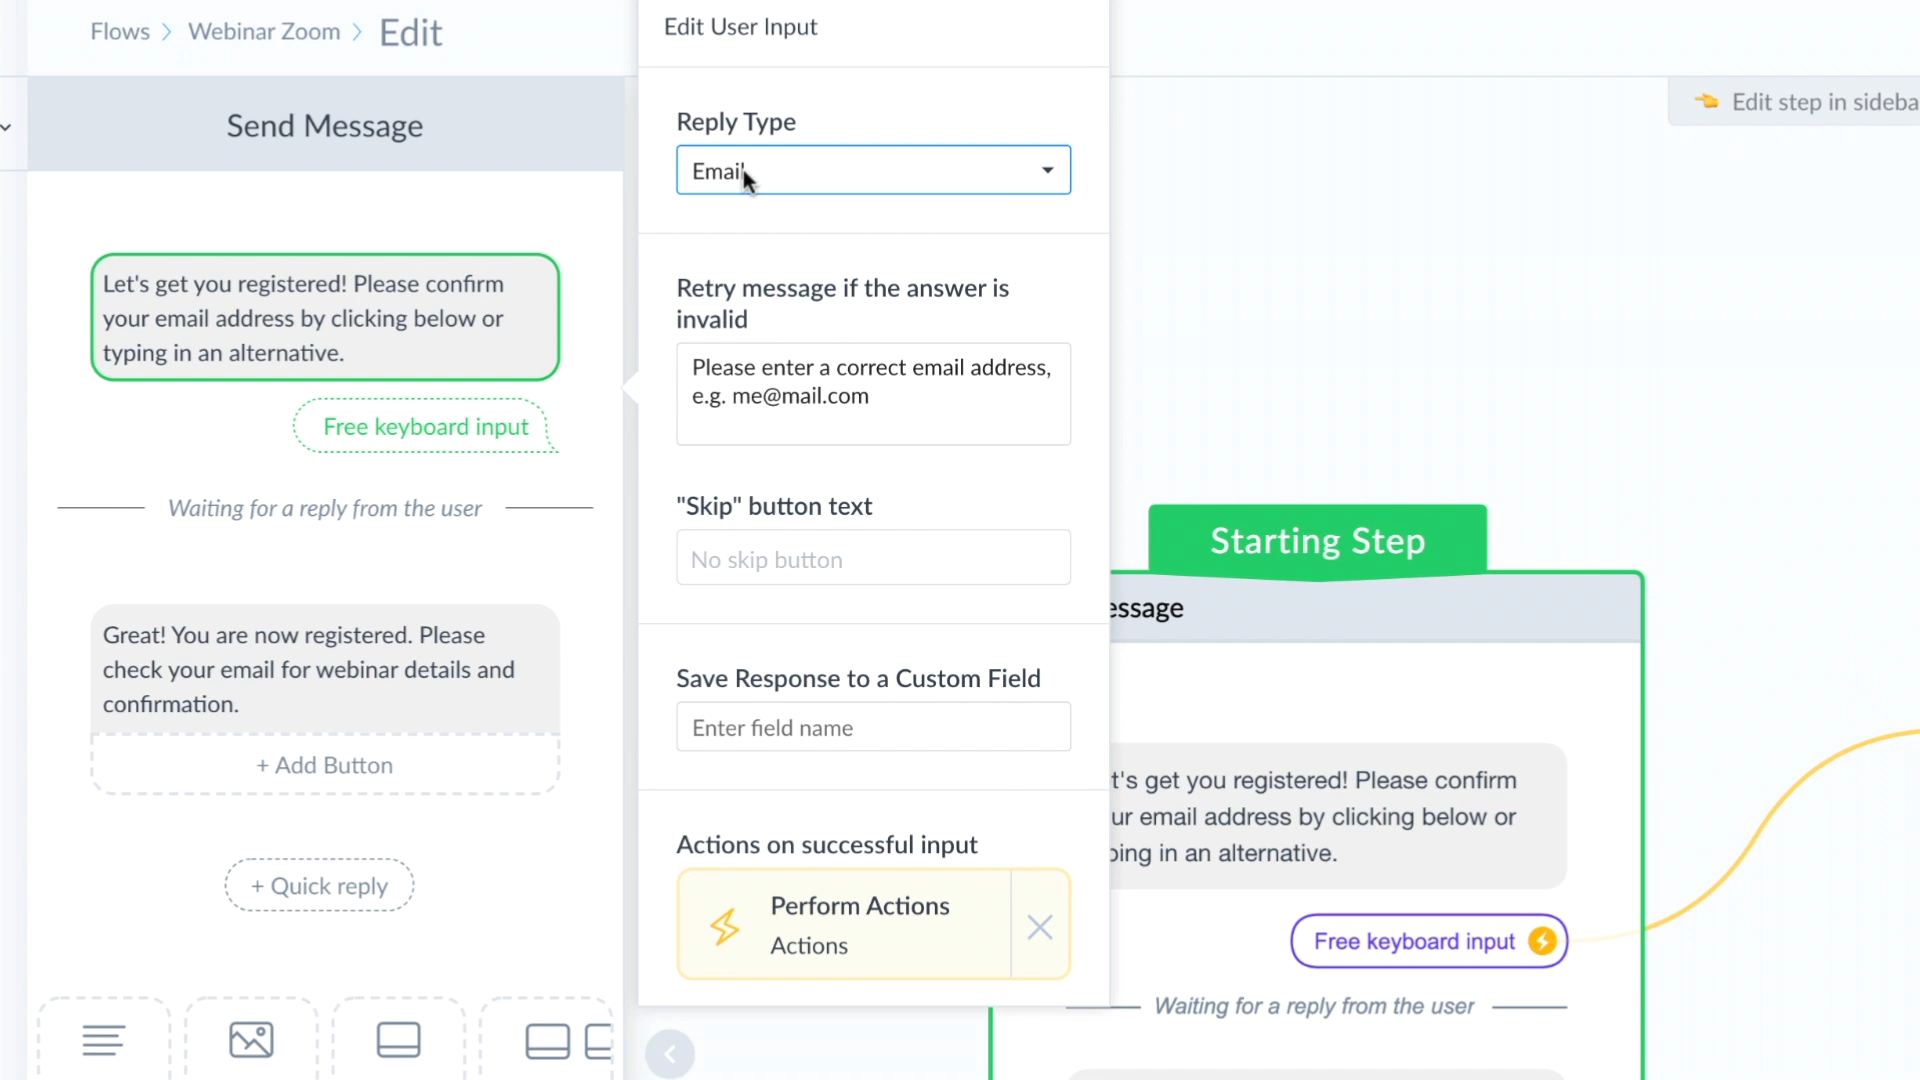 Flows > Webinar Zoom > Edit
Send Message
Let's get you registered! Please confirm
your email address by clicking below or
typing in an alternative.
Free keyboard input
Waiting for a reply from the user
Great! You are now registered. Please
check your email for webinar details and
confirmation.
+ Add Button
+ Quick reply
Edit User Input
Reply Type
Email
Retry message if the answer is
invalid
Please enter a correct email address,
e.g. me@mail.com
"Skip" button text
No skip button
Save Response to a Custom Field
Enter field name
Actions on successful input
Perform Actions
Actions
Edit step in sideba
Starting Step
essage
t's get you registered! Please confirm
ur email address by clicking below or
ing in an alternative.
Free keyboard input
Waiting for a reply from the user